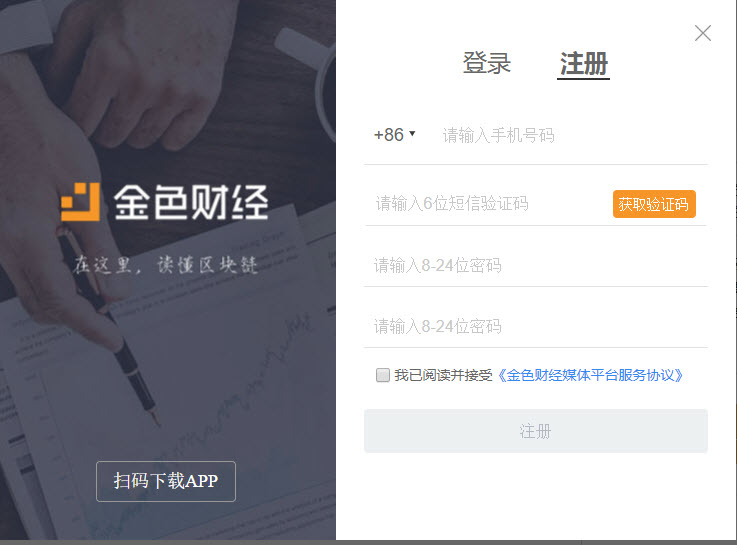 金色财经
在这里，读懂区块链
扫码下载APP
登录 注册
+86 请输入手机号码
请输入6位短信验证码 获取验证码
请输入8-24位密码
请输入8-24位密码
我已阅读并接受《金色财经媒体平台服务协议》
注册